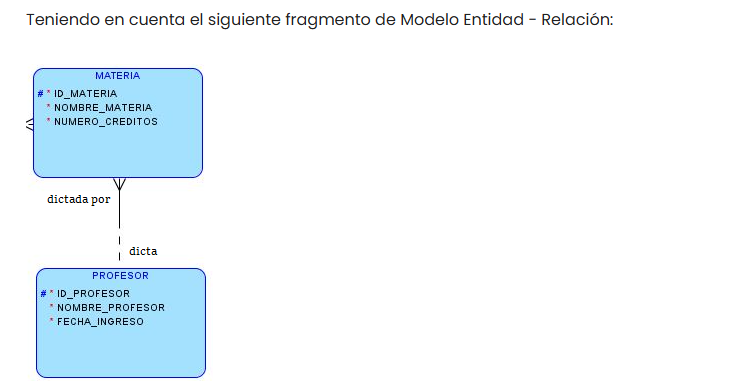 Teniendo en cuenta el siguiente fragmento de Modelo Entidad - Relación:
MATERIA
# * ID_MATERIA
* NOMBRE_MATERIA
* NUMERO_CREDITOS
dictada por
dicta
PROFESOR
# * ID_PROFESOR
* NOMBRE_PROFESOR
* FECHA_INGRESO